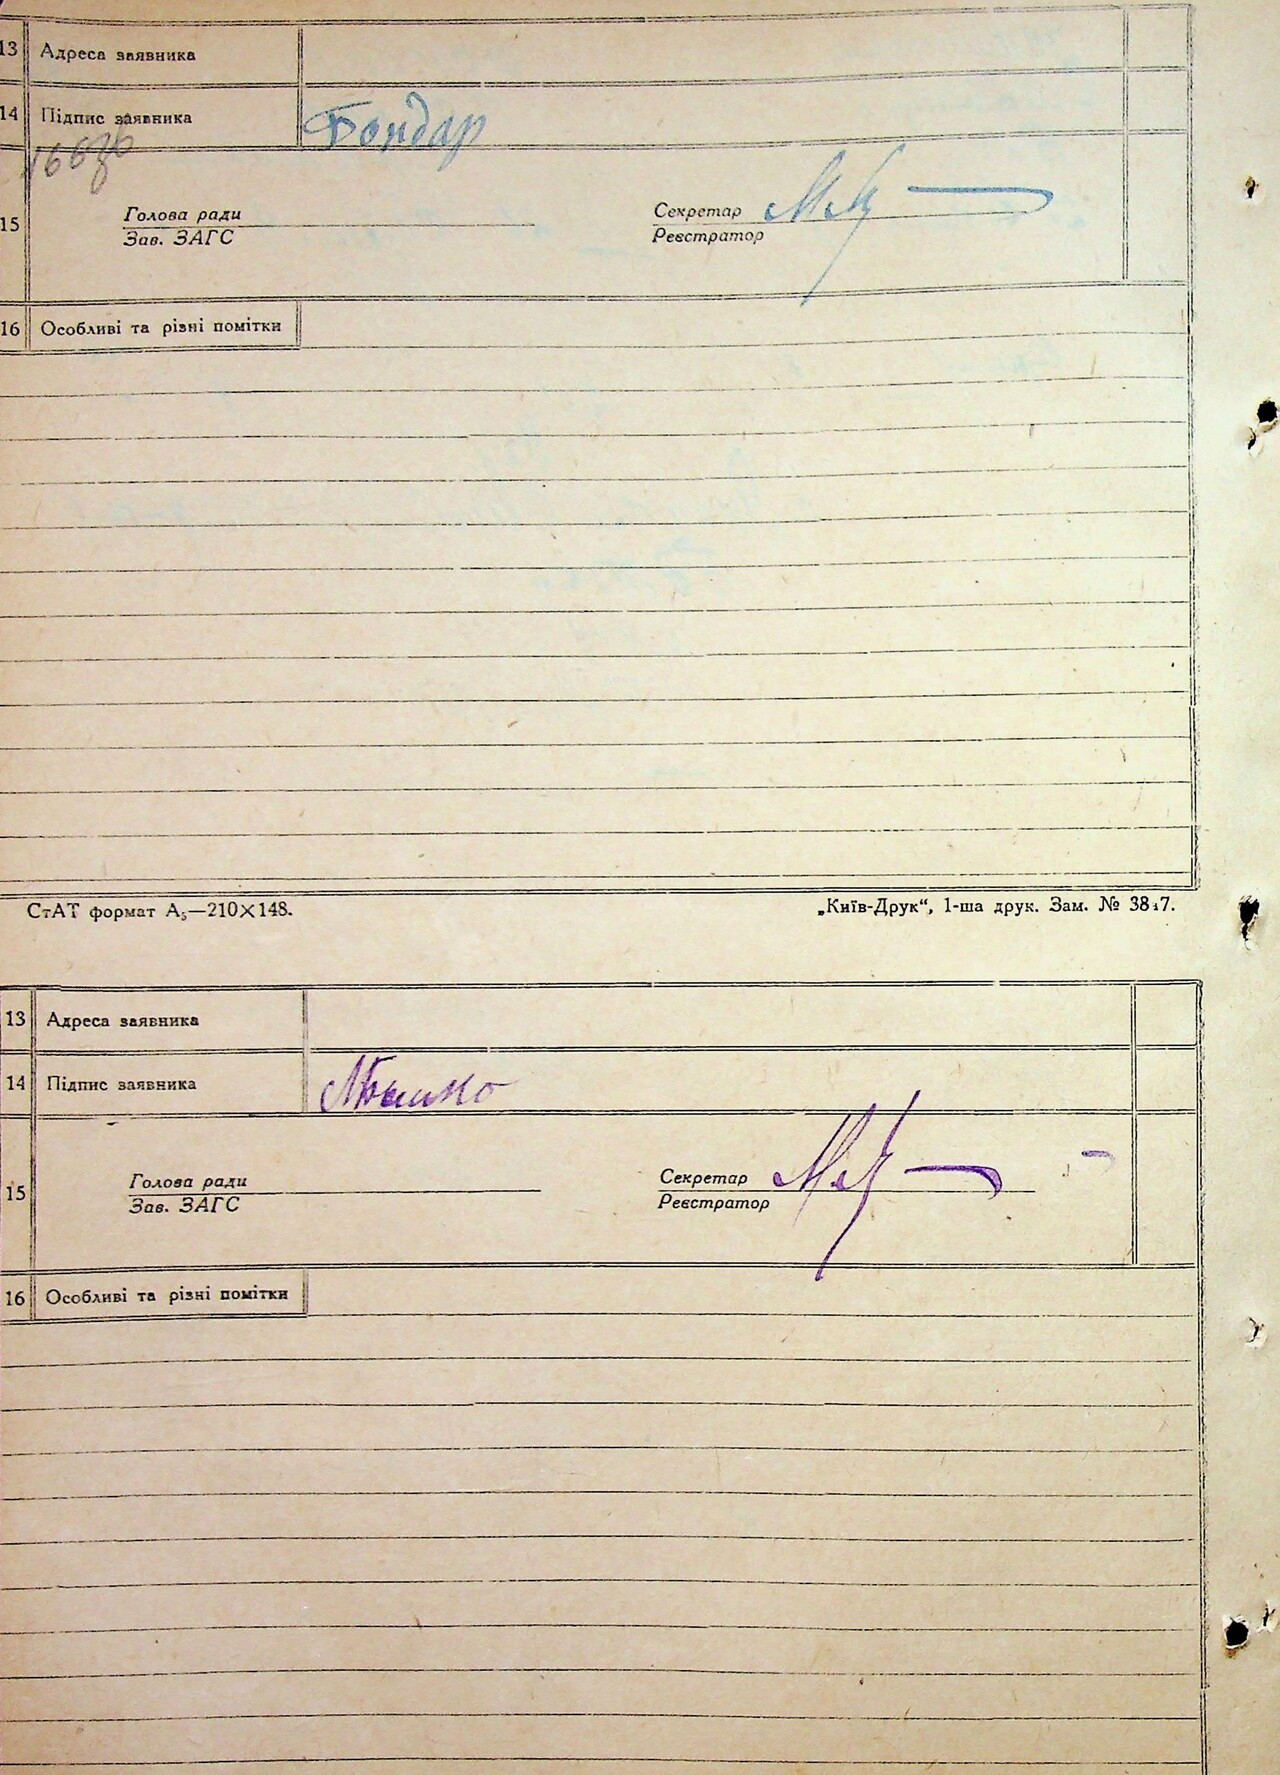 13 Адреса заявника
14 Підпис заявника Бондар
15 Голова ради Секретар
Зав. ЗАГС Реєстратор
16 Особливі та різні помітки
СтАТ формат А₅—210×148. „Київ-Друк“, 1-ша друк. Зам. №
13 Адреса заявника
14 Підпис заявника
15 Голова ради Секретар
Зав. ЗАГС Реєстратор
16 Особливі та різні помітки